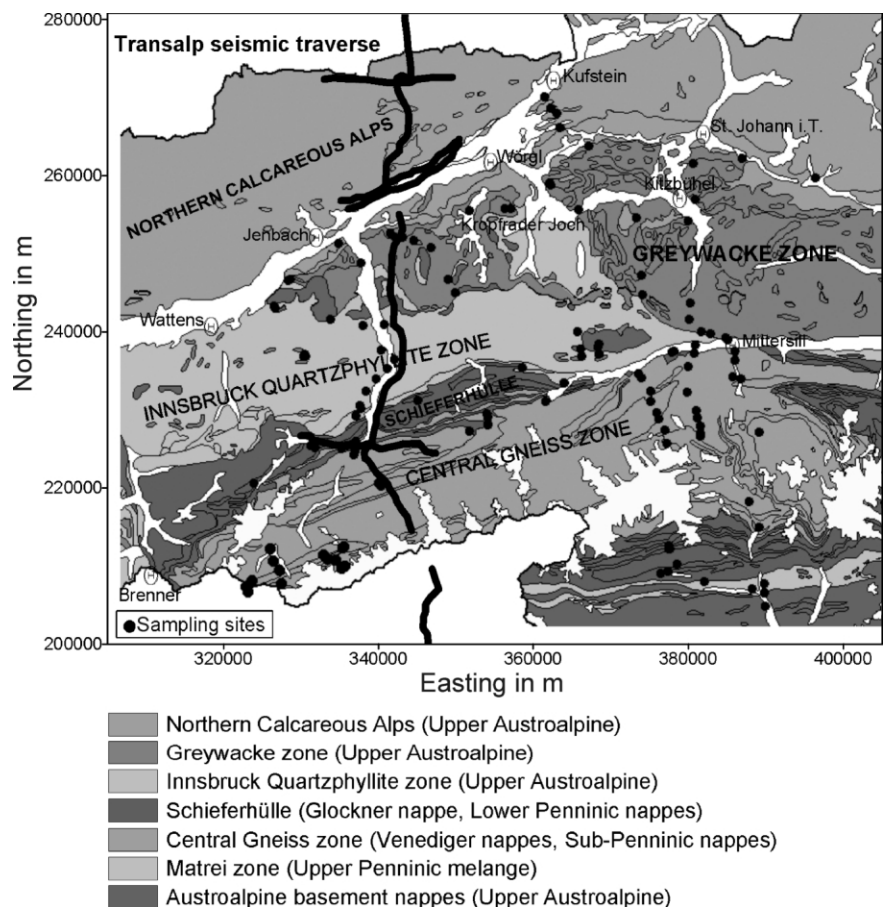 280000
Transalp seismic traverse
Kufstein
NORTHERN CALCAREOUS ALPS
St. Johann i.T.
260000
Wörgl
Kitzbühel
Jenbach
Kropfrader Joch
GREYWACKE ZONE
Wattens
240000
Mittersill
INNSBRUCK QUARTZPHYLLITE ZONE
SCHIEFERHÜLLE
CENTRAL GNEISS ZONE
220000
Brenner
Sampling sites
200000
Northing in m
320000 340000 360000 380000 400000
Easting in m
Northern Calcareous Alps (Upper Austroalpine)
Greywacke zone (Upper Austroalpine)
Innsbruck Quartzphyllite zone (Upper Austroalpine)
Schieferhülle (Glockner nappe, Lower Penninic nappes)
Central Gneiss zone (Venediger nappes, Sub-Penninic nappes)
Matrei zone (Upper Penninic melange)
Austroalpine basement nappes (Upper Austroalpine)